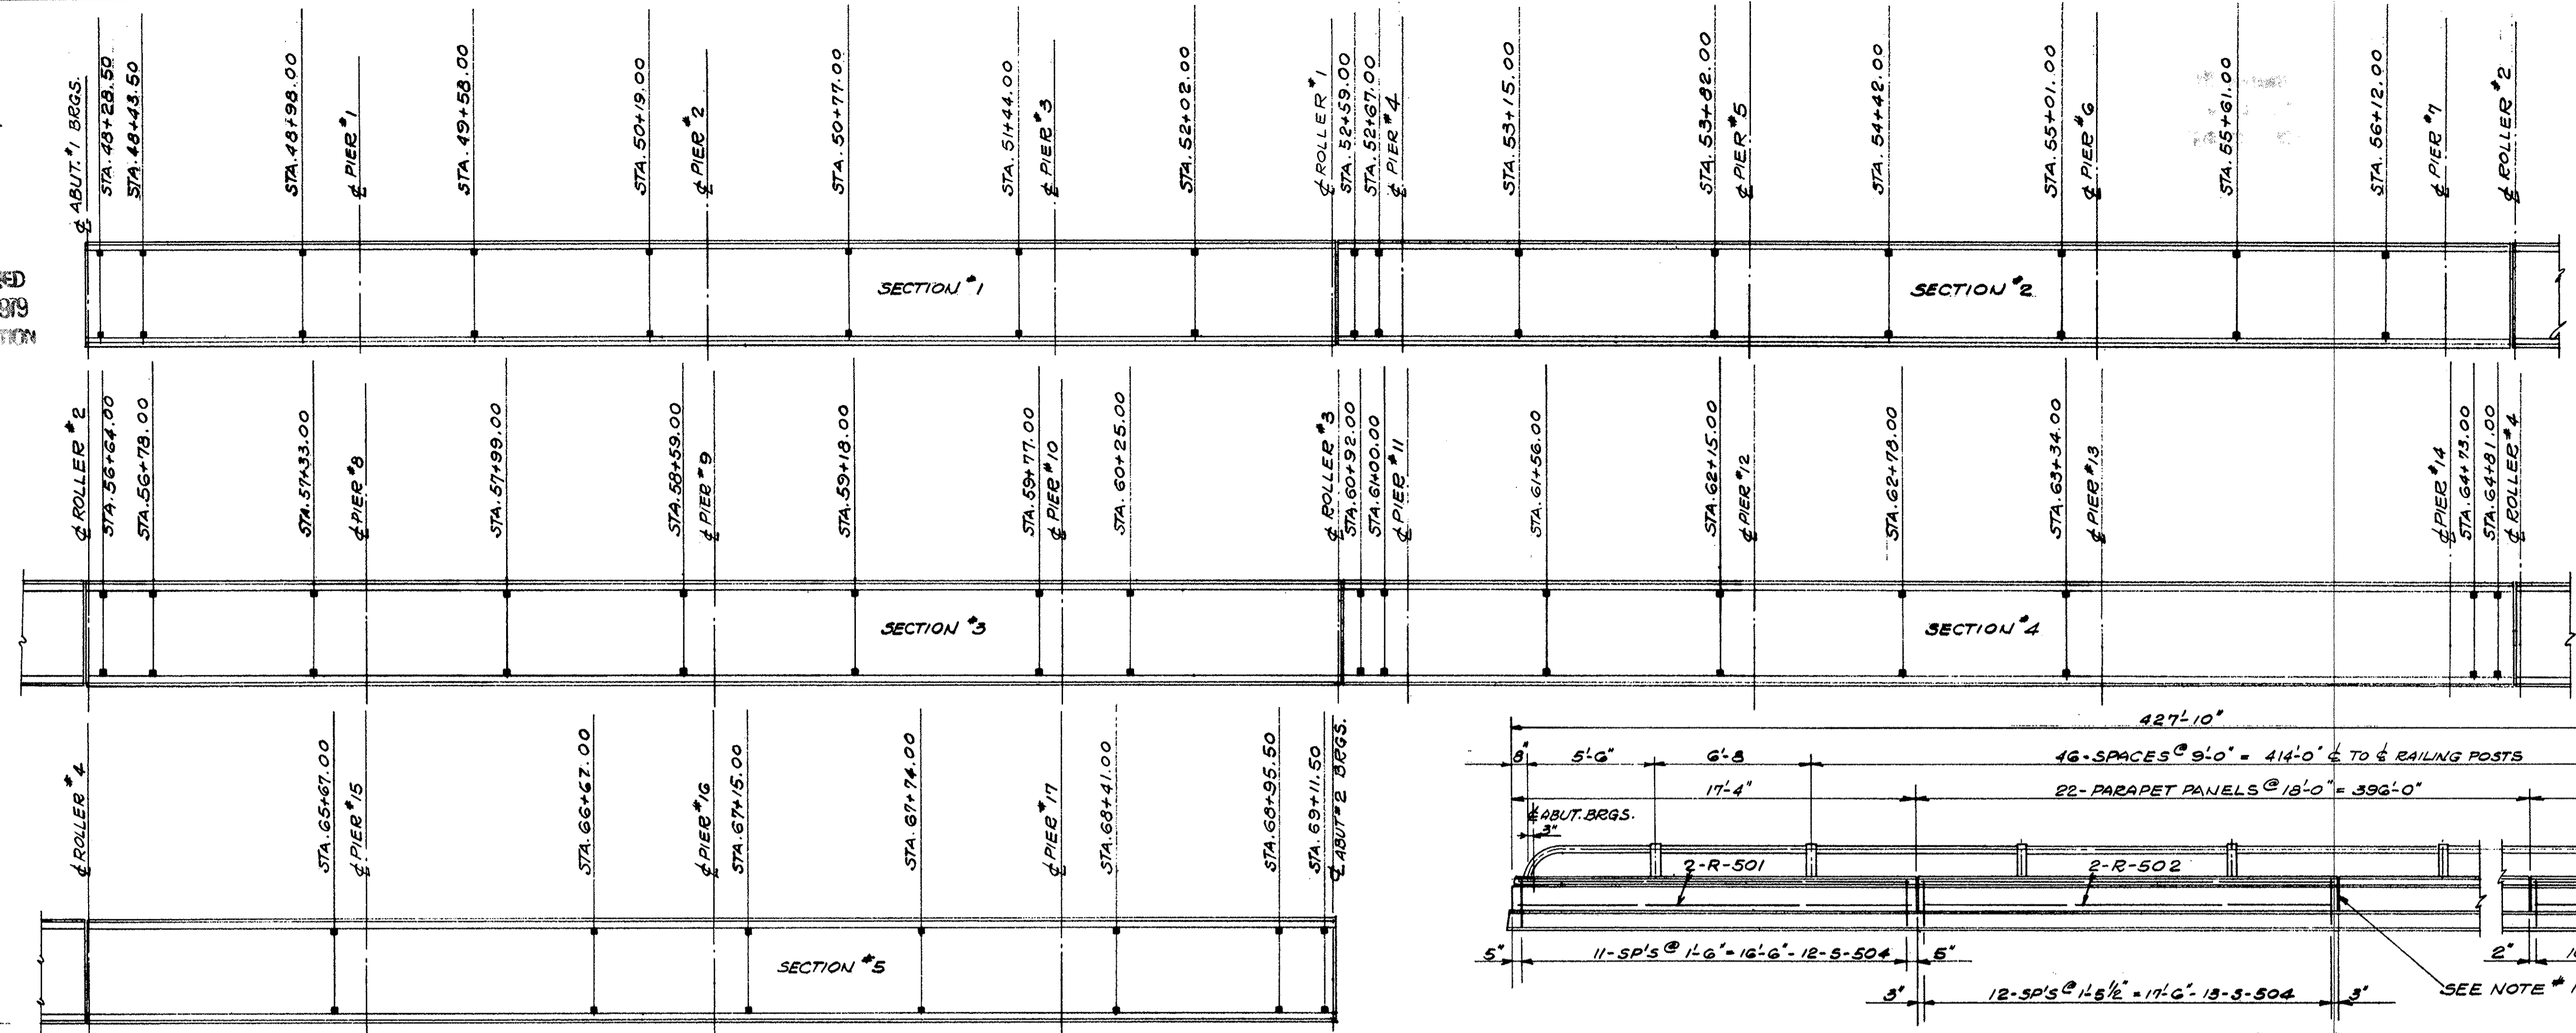 ℄ ABUT. #1 BRGS.
STA. 48+28.50
STA. 48+43.50
STA. 48+98.00
℄ PIER #1
STA. 49+58.00
STA. 50+19.00
℄ PIER #2
STA. 50+77.00
STA. 51+44.00
℄ PIER #3
STA. 52+02.00
℄ ROLLER #1
STA. 52+59.00
STA. 52+67.00
℄ PIER #4
STA. 53+15.00
STA. 53+82.00
℄ PIER #5
STA. 54+42.00
STA. 55+01.00
℄ PIER #6
STA. 55+61.00
STA. 56+12.00
℄ PIER #7
℄ ROLLER #2
SECTION #1
SECTION #2
℄ ROLLER #2
STA. 56+64.00
STA. 56+78.00
STA. 57+33.00
℄ PIER #8
STA. 57+99.00
STA. 58+59.00
℄ PIER #9
STA. 59+18.00
STA. 59+77.00
℄ PIER #10
STA. 60+25.00
℄ ROLLER #3
STA. 60+92.00
STA. 61+00.00
℄ PIER #11
STA. 61+56.00
STA. 62+15.00
℄ PIER #12
STA. 62+78.00
STA. 63+34.00
℄ PIER #13
℄ PIER #14
STA. 64+73.00
STA. 64+81.00
℄ ROLLER #4
SECTION #3
SECTION #4
℄ ROLLER #4
STA. 65+67.00
℄ PIER #15
STA. 66+67.00
℄ PIER #16
STA. 67+15.00
STA. 67+74.00
℄ PIER #17
STA. 68+41.00
STA. 68+95.50
STA. 69+11.50
℄ ABUT #2 BRGS.
SECTION #5
427'-10"
8"
5'-6"
6'-8
46-SPACES @ 9'-0" = 414'-0" ℄ TO ℄ RAILING POSTS
17'-4"
22-PARAPET PANELS @ 18'-0" = 396'-0"
℄ ABUT. BRGS.
3"
2-R-501
2-R-502
5"
11-SP'S @ 1'-6" = 16'-6" - 12-S-504
5"
2"
3"
12-SP'S @ 1'-5½" = 17'-6" - 13-S-504
3"
SEE NOTE # 1